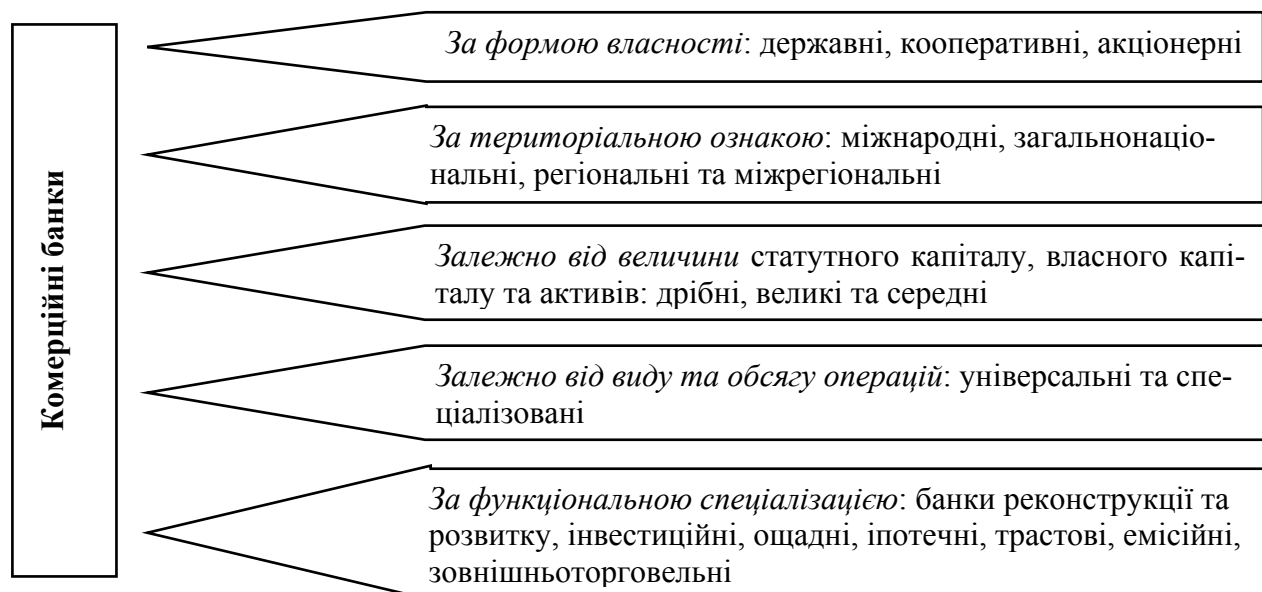 Комерційні банки
За формою власності: державні, кооперативні, акціонерні
За територіальною ознакою: міжнародні, загальнонаціо-
нальні, регіональні та міжрегіональні
Залежно від величини статутного капіталу, власного капі-
талу та активів: дрібні, великі та середні
Залежно від виду та обсягу операцій: універсальні та спе-
ціалізовані
За функціональною спеціалізацією: банки реконструкції та
розвитку, інвестиційні, ощадні, іпотечні, трастові, емісійні,
зовнішньоторговельні